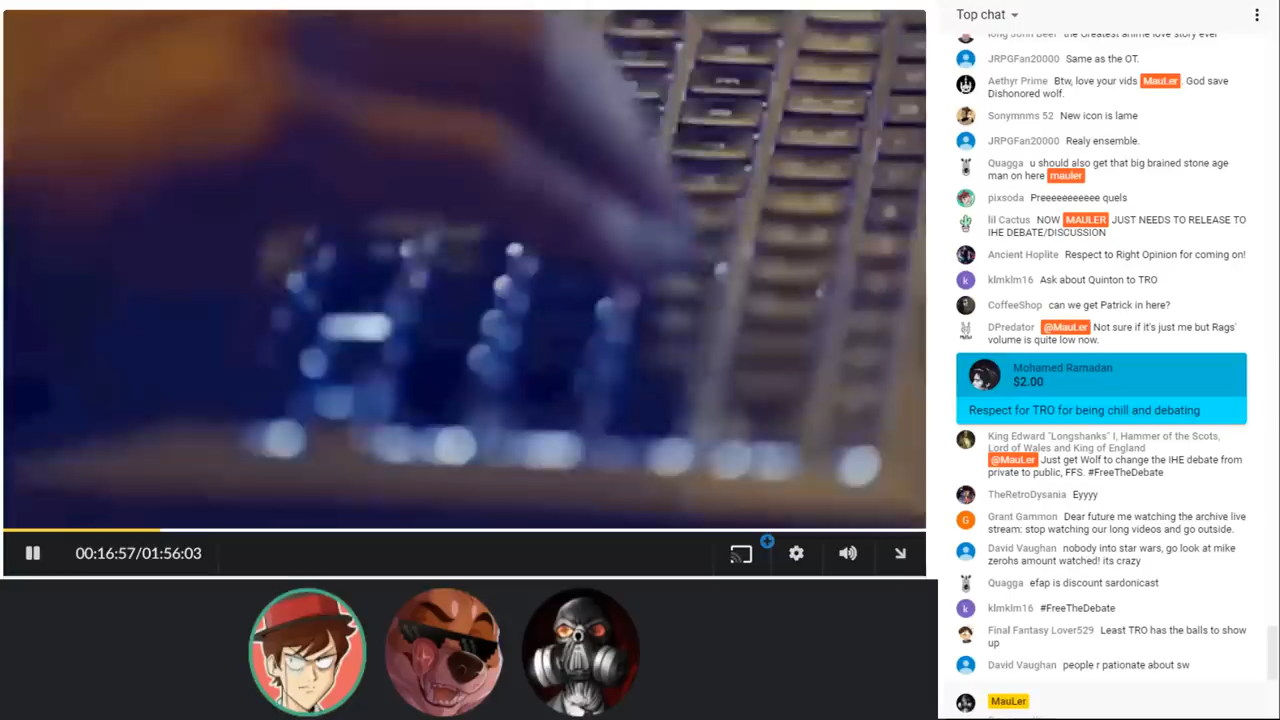 Top chat
long John Beer the Greatest anime love story ever
JRPGFan20000 Same as the OT.
Aethyr Prime Btw, love your vids MauLer . God save
Dishonored wolf.
Sonymnms 52 New icon is lame
JRPGFan20000 Realy ensemble.
Quagga u should also get that big brained stone age
man on here mauler
pixsoda Preeeeeeeeeee quels
lil Cactus NOW MAULER JUST NEEDS TO RELEASE TO
IHE DEBATE/DISCUSSION
Ancient Hoplite Respect to Right Opinion for coming on!
klmklm16 Ask about Quinton to TRO
CoffeeShop can we get Patrick in here?
DPredator @MauLer Not sure if it's just me but Rags'
volume is quite low now.
Mohamed Ramadan
$2.00
Respect for TRO for being chill and debating
King Edward "Longshanks" I, Hammer of the Scots,
Lord of Wales and King of England
@MauLer Just get Wolf to change the IHE debate from
private to public, FFS. #FreeTheDebate
TheRetroDysania Eyyyy
Grant Gammon Dear future me watching the archive live
stream: stop watching our long videos and go outside.
David Vaughan nobody into star wars, go look at mike
zerohs amount watched! its crazy
Quagga efap is discount sardonicast
klmklm16 #FreeTheDebate
Final Fantasy Lover529 Least TRO has the balls to show
up
David Vaughan people r pationate about sw
MauLer
00:16:57/01:56:03